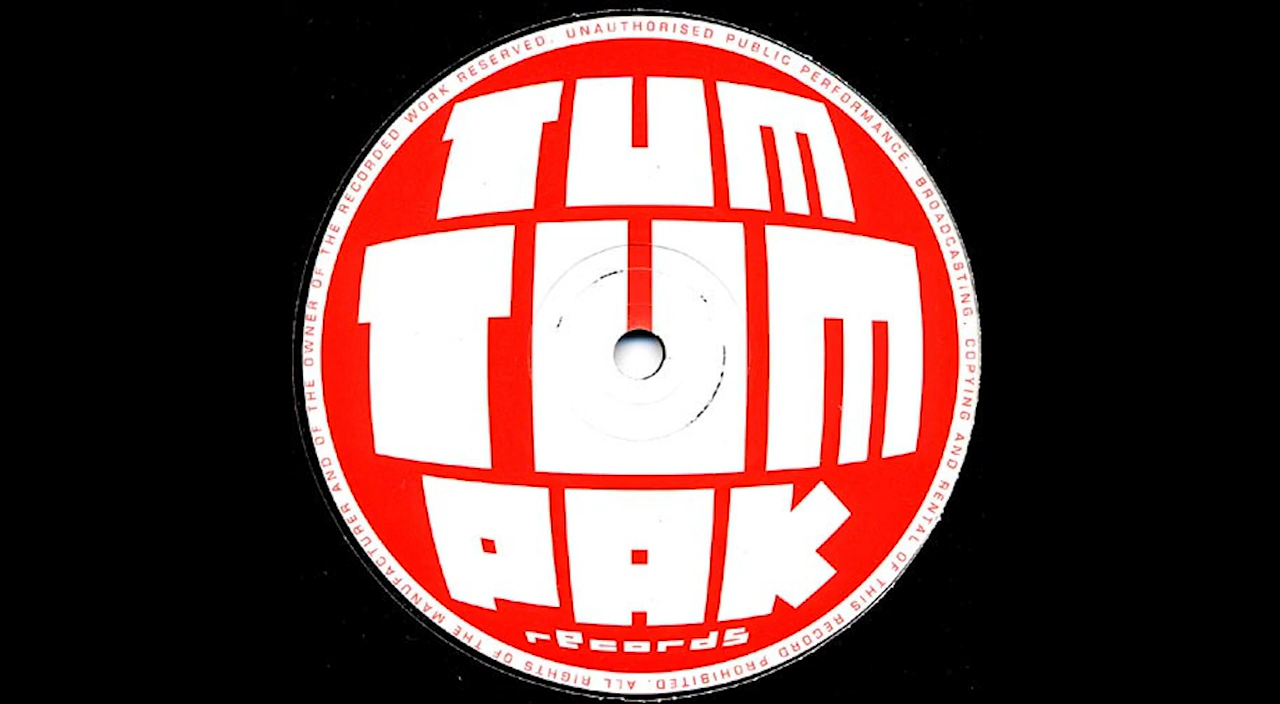 TUM
TUM
PAK
records
ALL RIGHTS OF THE MANUFACTURER AND OF THE OWNER OF THE RECORDED WORK RESERVED. UNAUTHORISED PUBLIC PERFORMANCE, BROADCASTING, COPYING AND RENTAL OF THIS RECORD PROHIBITED.